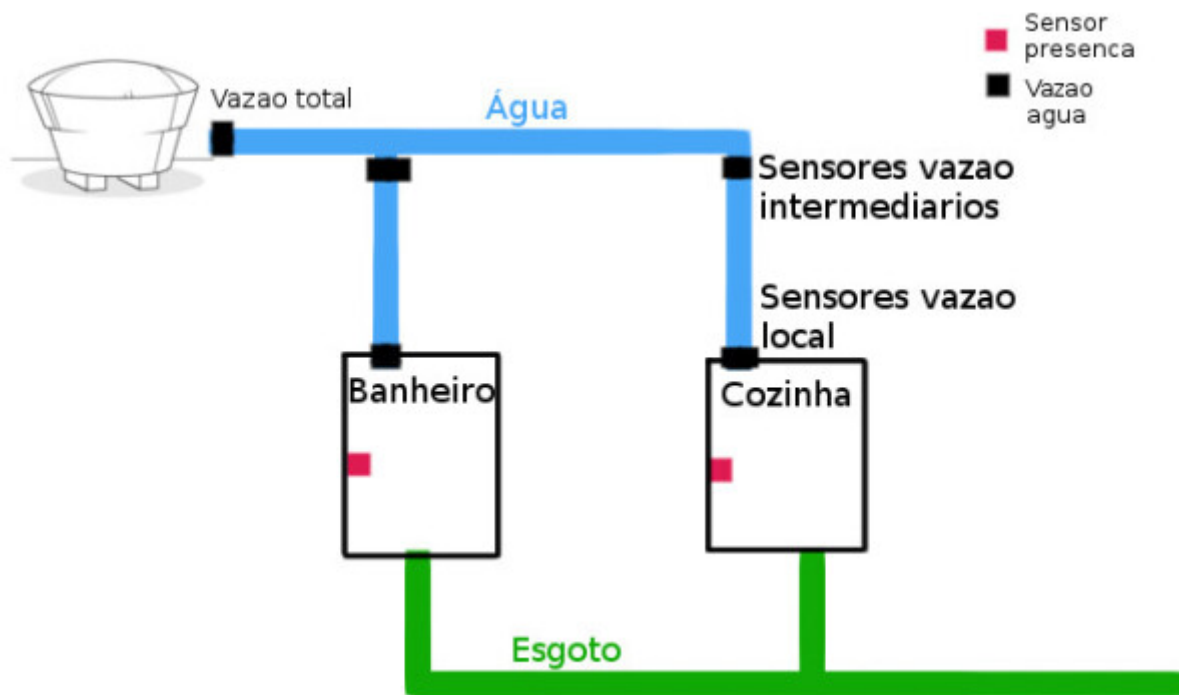 Sensor
presenca
Vazao
agua
Vazao total
Água
Sensores vazao
intermediarios
Sensores vazao
local
Banheiro
Cozinha
Esgoto